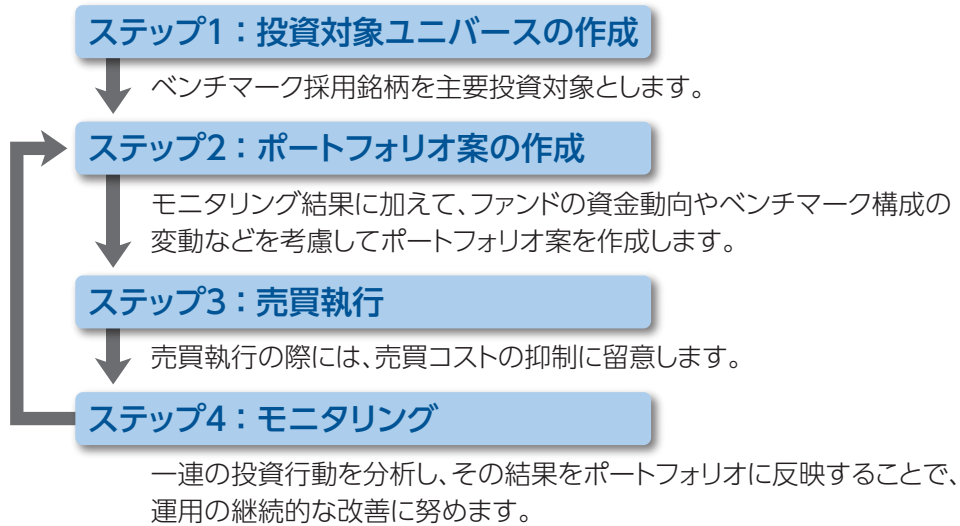 ステップ1：投資対象ユニバースの作成
ベンチマーク採用銘柄を主要投資対象とします。
ステップ2：ポートフォリオ案の作成
モニタリング結果に加えて、ファンドの資金動向やベンチマーク構成の
変動などを考慮してポートフォリオ案を作成します。
ステップ3：売買執行
売買執行の際には、売買コストの抑制に留意します。
ステップ4：モニタリング
一連の投資行動を分析し、その結果をポートフォリオに反映することで、
運用の継続的な改善に努めます。